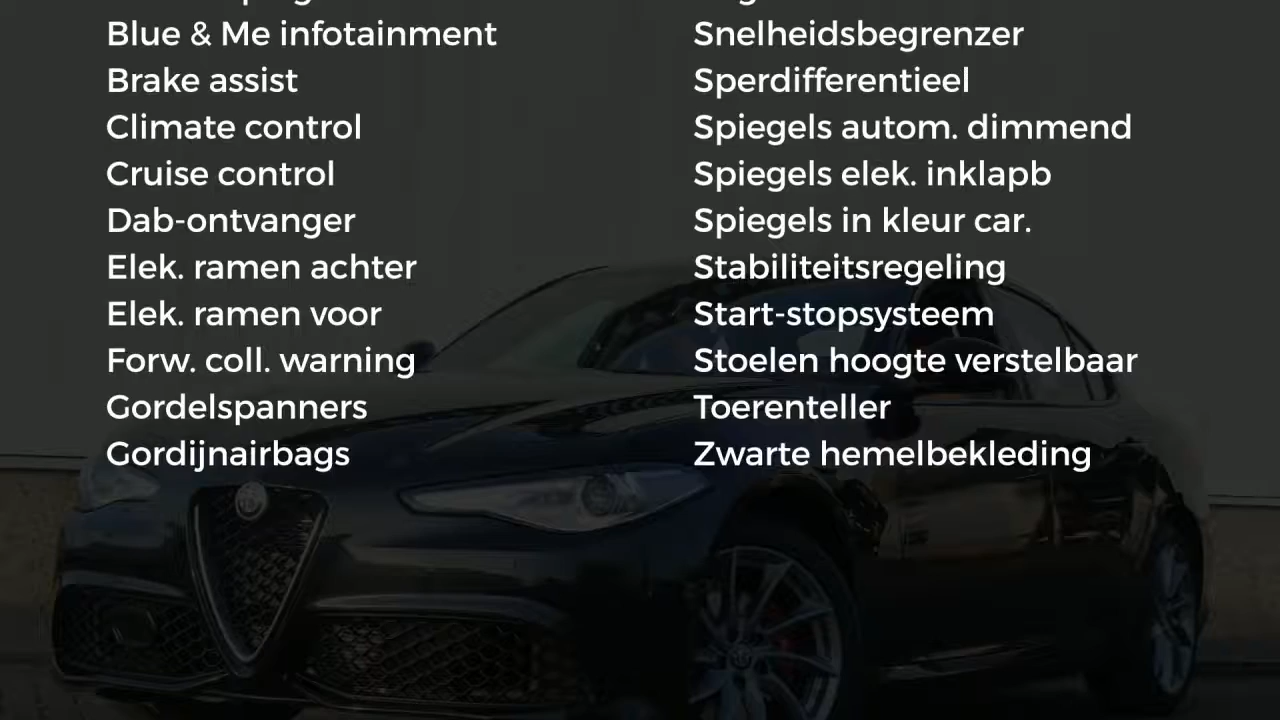 Blue & Me infotainment
Brake assist
Climate control
Cruise control
Dab-ontvanger
Elek. ramen achter
Elek. ramen voor
Forw. coll. warning
Gordelspanners
Gordijnairbags
Snelheidsbegrenzer
Sperdifferentieel
Spiegels autom. dimmend
Spiegels elek. inklapb
Spiegels in kleur car.
Stabiliteitsregeling
Start-stopsysteem
Stoelen hoogte verstelbaar
Toerenteller
Zwarte hemelbekleding